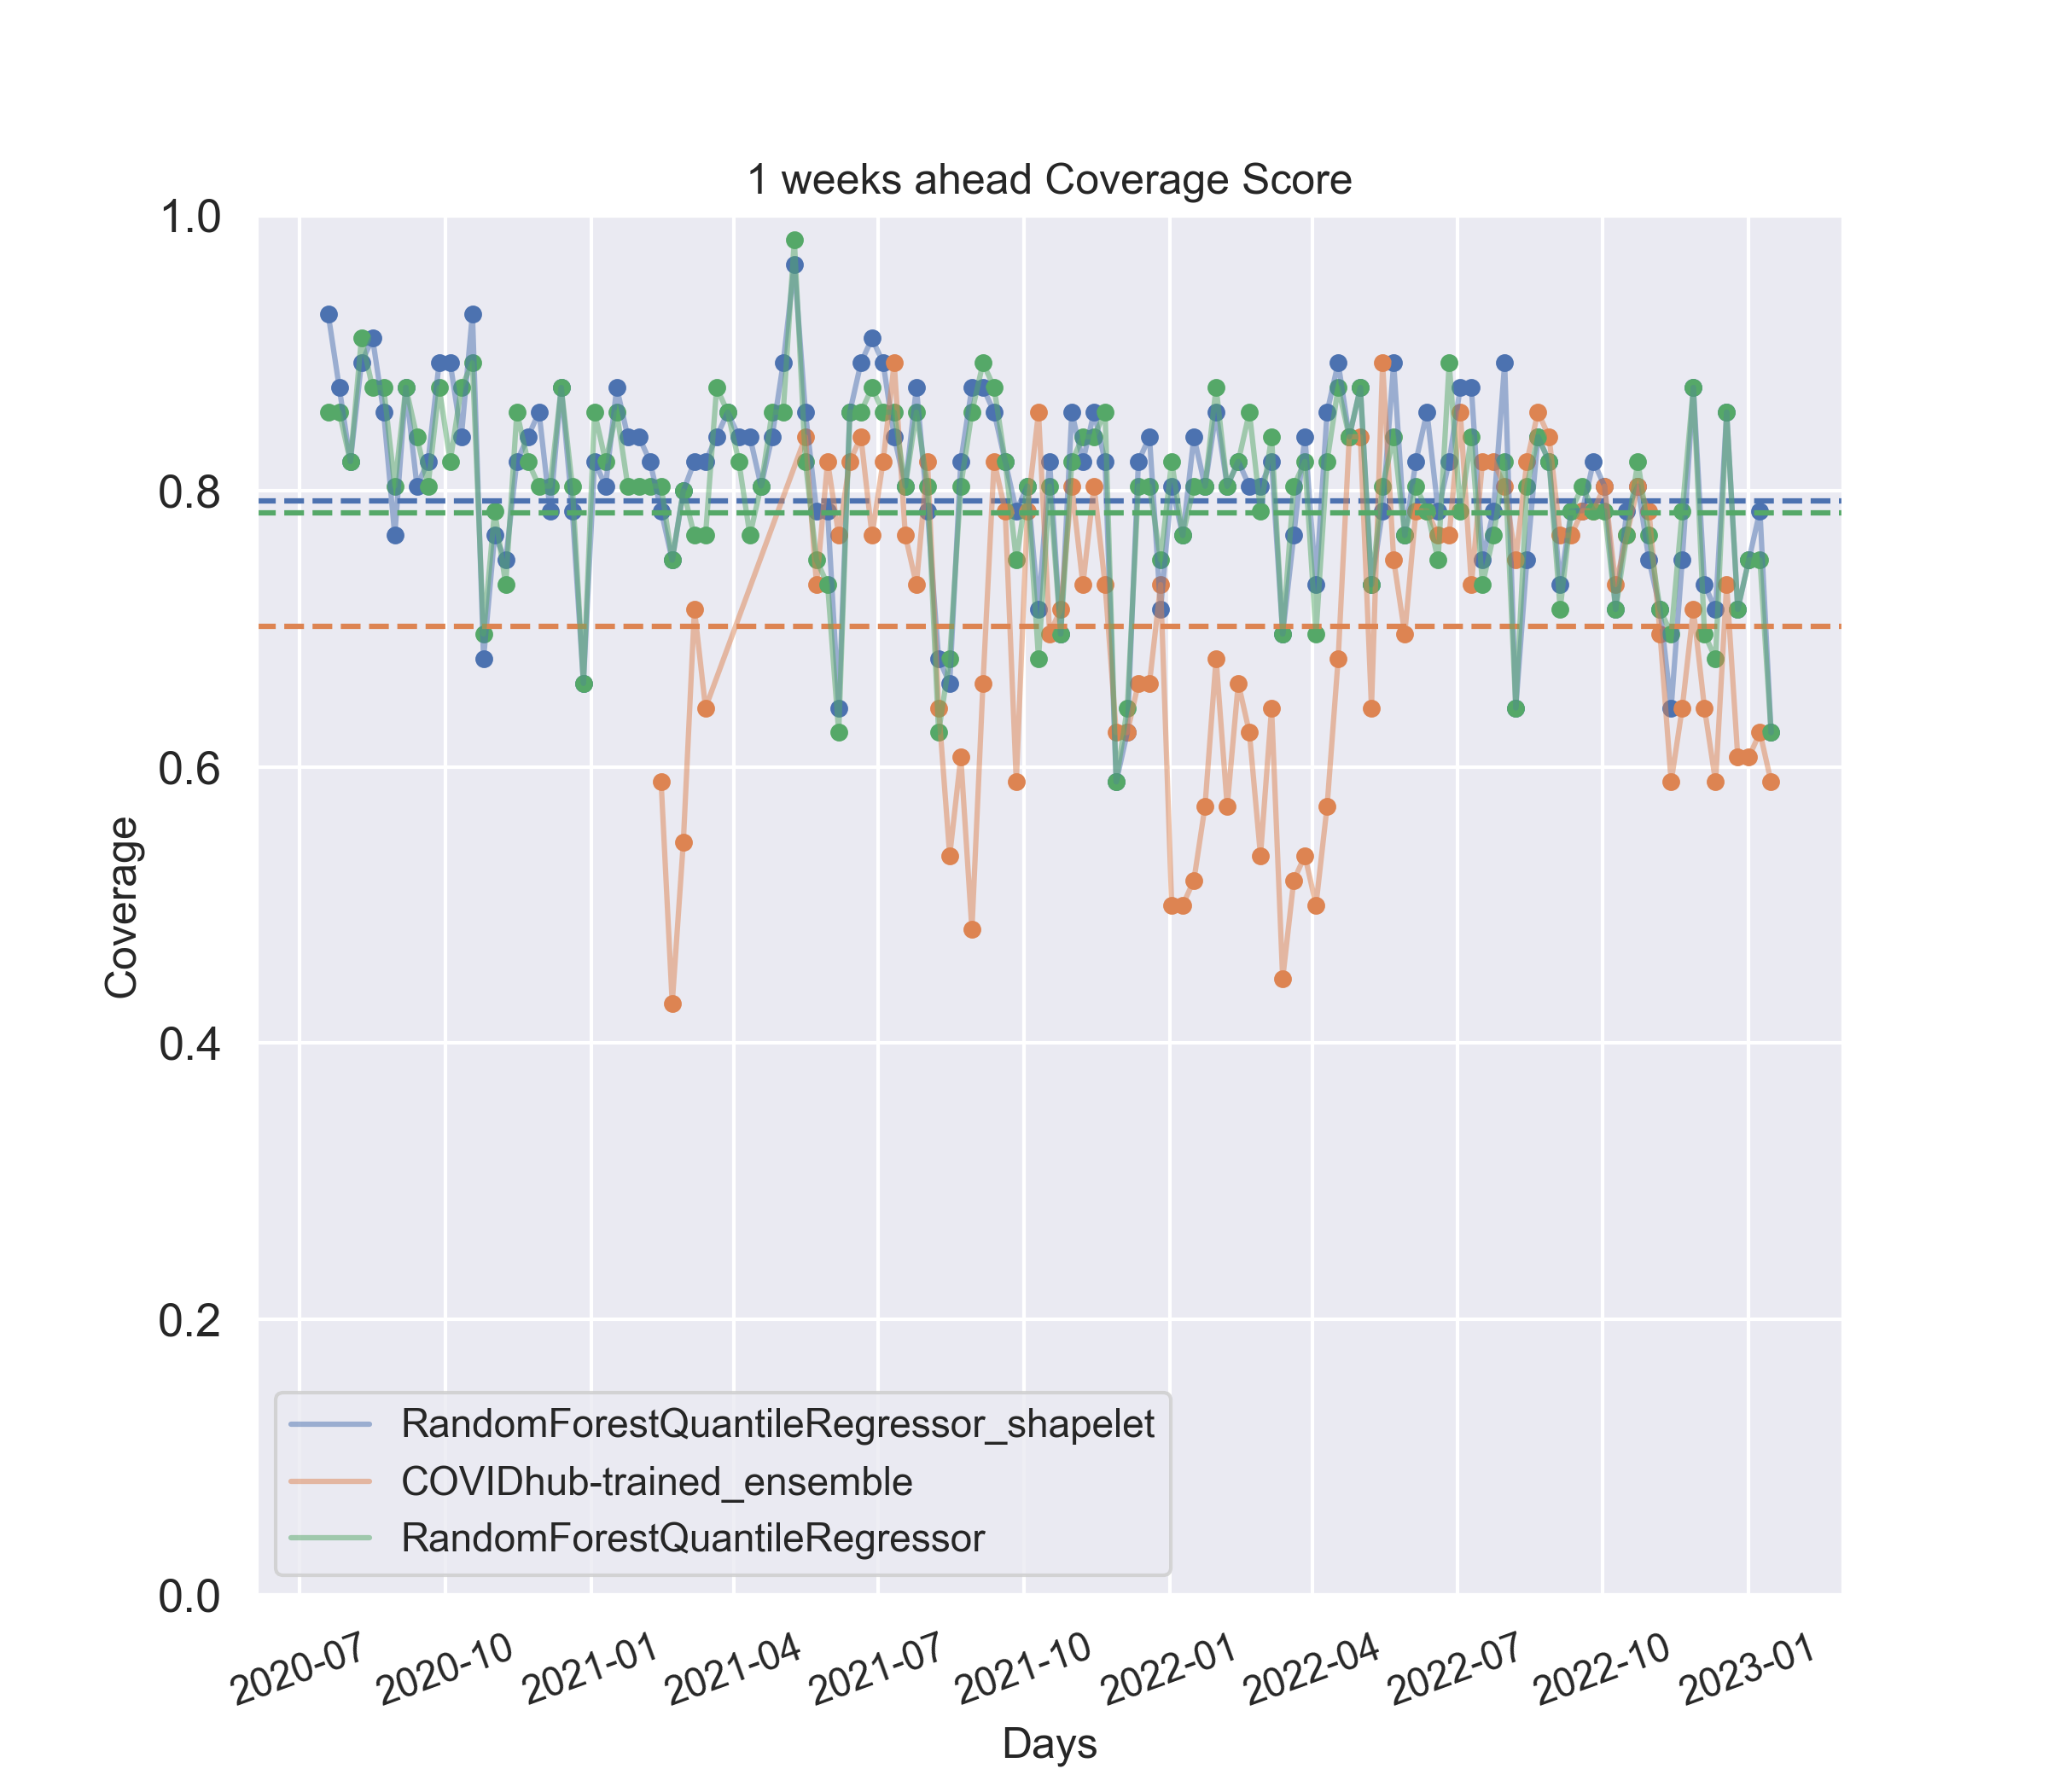 1 weeks ahead Coverage Score
1.0
0.8
0.6
0.4
0.2
0.0
Coverage
RandomForestQuantileRegressor_shapelet
COVIDhub-trained_ensemble
RandomForestQuantileRegressor
2020-07
2020-10
2021-01
2021-04
2021-07
2021-10
2022-01
2022-04
2022-07
2022-10
2023-01
Days